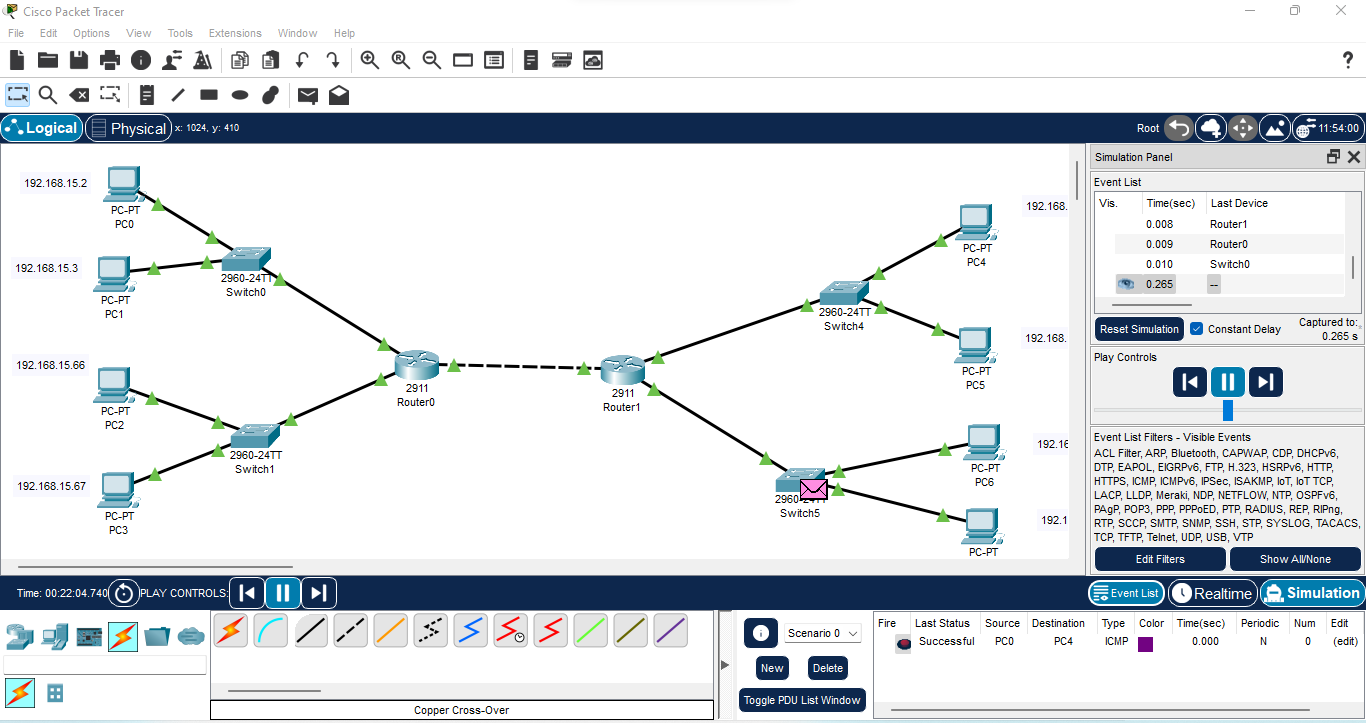 Cisco Packet Tracer
File Edit Options View Tools Extensions Window Help
Logical Physical x: 1024, y: 410 Root 11:54:00
192.168.15.2
PC-PT
PC0
192.168.15.3
PC-PT
PC1
2960-24TT
Switch0
192.168.15.66
PC-PT
PC2
2960-24TT
Switch1
192.168.15.67
PC-PT
PC3
2911
Router0
2911
Router1
192.168.
PC-PT
PC4
2960-24TT
Switch4
192.168.
PC-PT
PC5
192.16
PC-PT
PC6
2960-24TT
Switch5
192.1
PC-PT
Simulation Panel
Event List
Vis. Time(sec) Last Device
0.008 Router1
0.009 Router0
0.010 Switch0
0.265 --
Reset Simulation Constant Delay Captured to:
0.265 s
Play Controls
Event List Filters - Visible Events
ACL Filter, ARP, Bluetooth, CAPWAP, CDP, DHCPv6,
DTP, EAPOL, EIGRPv6, FTP, H.323, HSRPv6, HTTP,
HTTPS, ICMP, ICMPv6, IPSec, ISAKMP, IoT, IoT TCP,
LACP, LLDP, Meraki, NDP, NETFLOW, NTP, OSPFv6,
PAgP, POP3, PPP, PPPoED, PTP, RADIUS, REP, RIPng,
RTP, SCCP, SMTP, SNMP, SSH, STP, SYSLOG, TACACS,
TCP, TFTP, Telnet, UDP, USB, VTP
Edit Filters Show All/None
Time: 00:22:04.740 PLAY CONTROLS: Event List Realtime Simulation
Copper Cross-Over
Scenario 0
New Delete
Toggle PDU List Window
Fire Last Status Source Destination Type Color Time(sec) Periodic Num Edit
Successful PC0 PC4 ICMP 0.000 N 0 (edit)